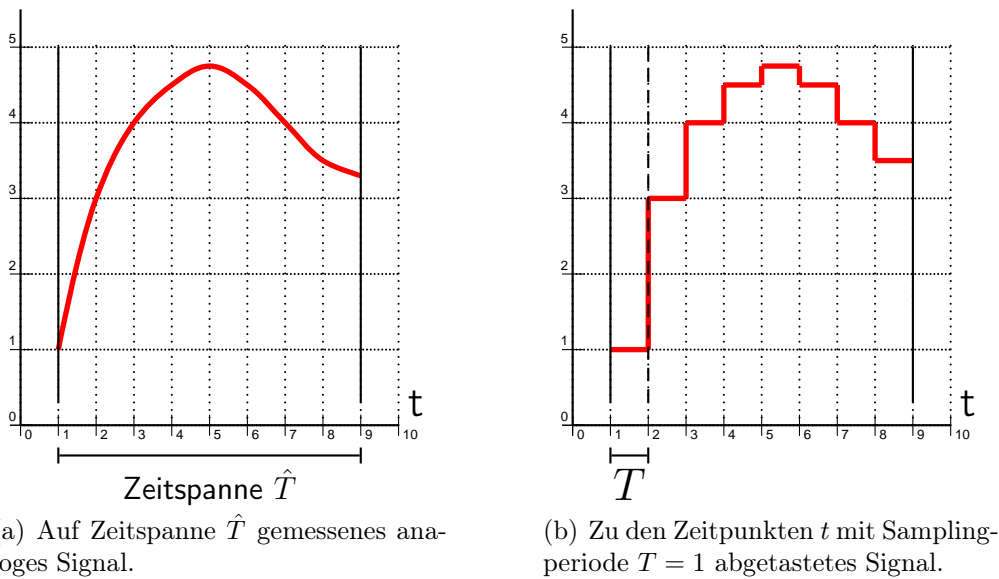 5
4
3
2
1
0
0 1 2 3 4 5 6 7 8 9 10
t
Zeitspanne T̂
a) Auf Zeitspanne T̂ gemessenes ana-
oges Signal.
5
4
3
2
1
0
0 1 2 3 4 5 6 7 8 9 10
t
T
(b) Zu den Zeitpunkten t mit Sampling-
periode T = 1 abgetastetes Signal.